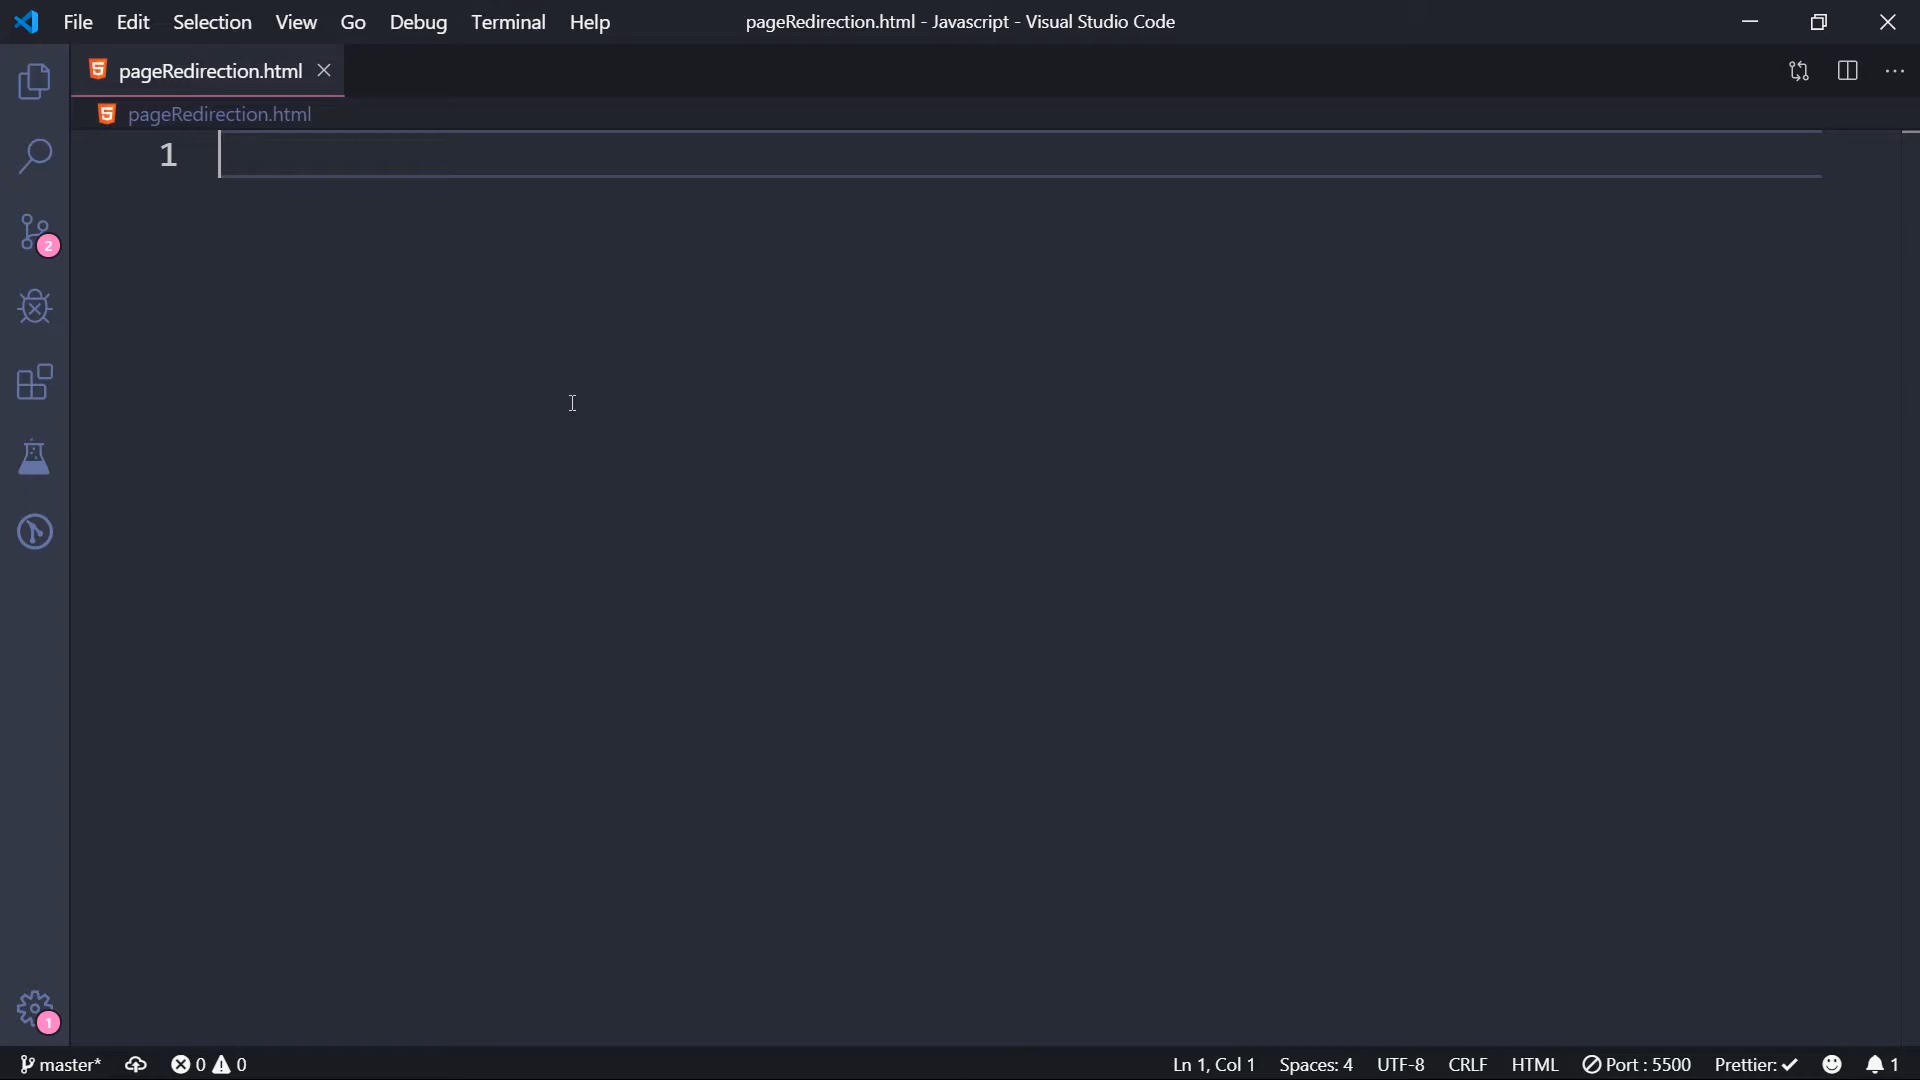 File Edit Selection View Go Debug Terminal Help pageRedirection.html - Javascript - Visual Studio Code
pageRedirection.html
pageRedirection.html
1
2
1
master* 0 0 Ln 1, Col 1 Spaces: 4 UTF-8 CRLF HTML Port : 5500 Prettier: 1